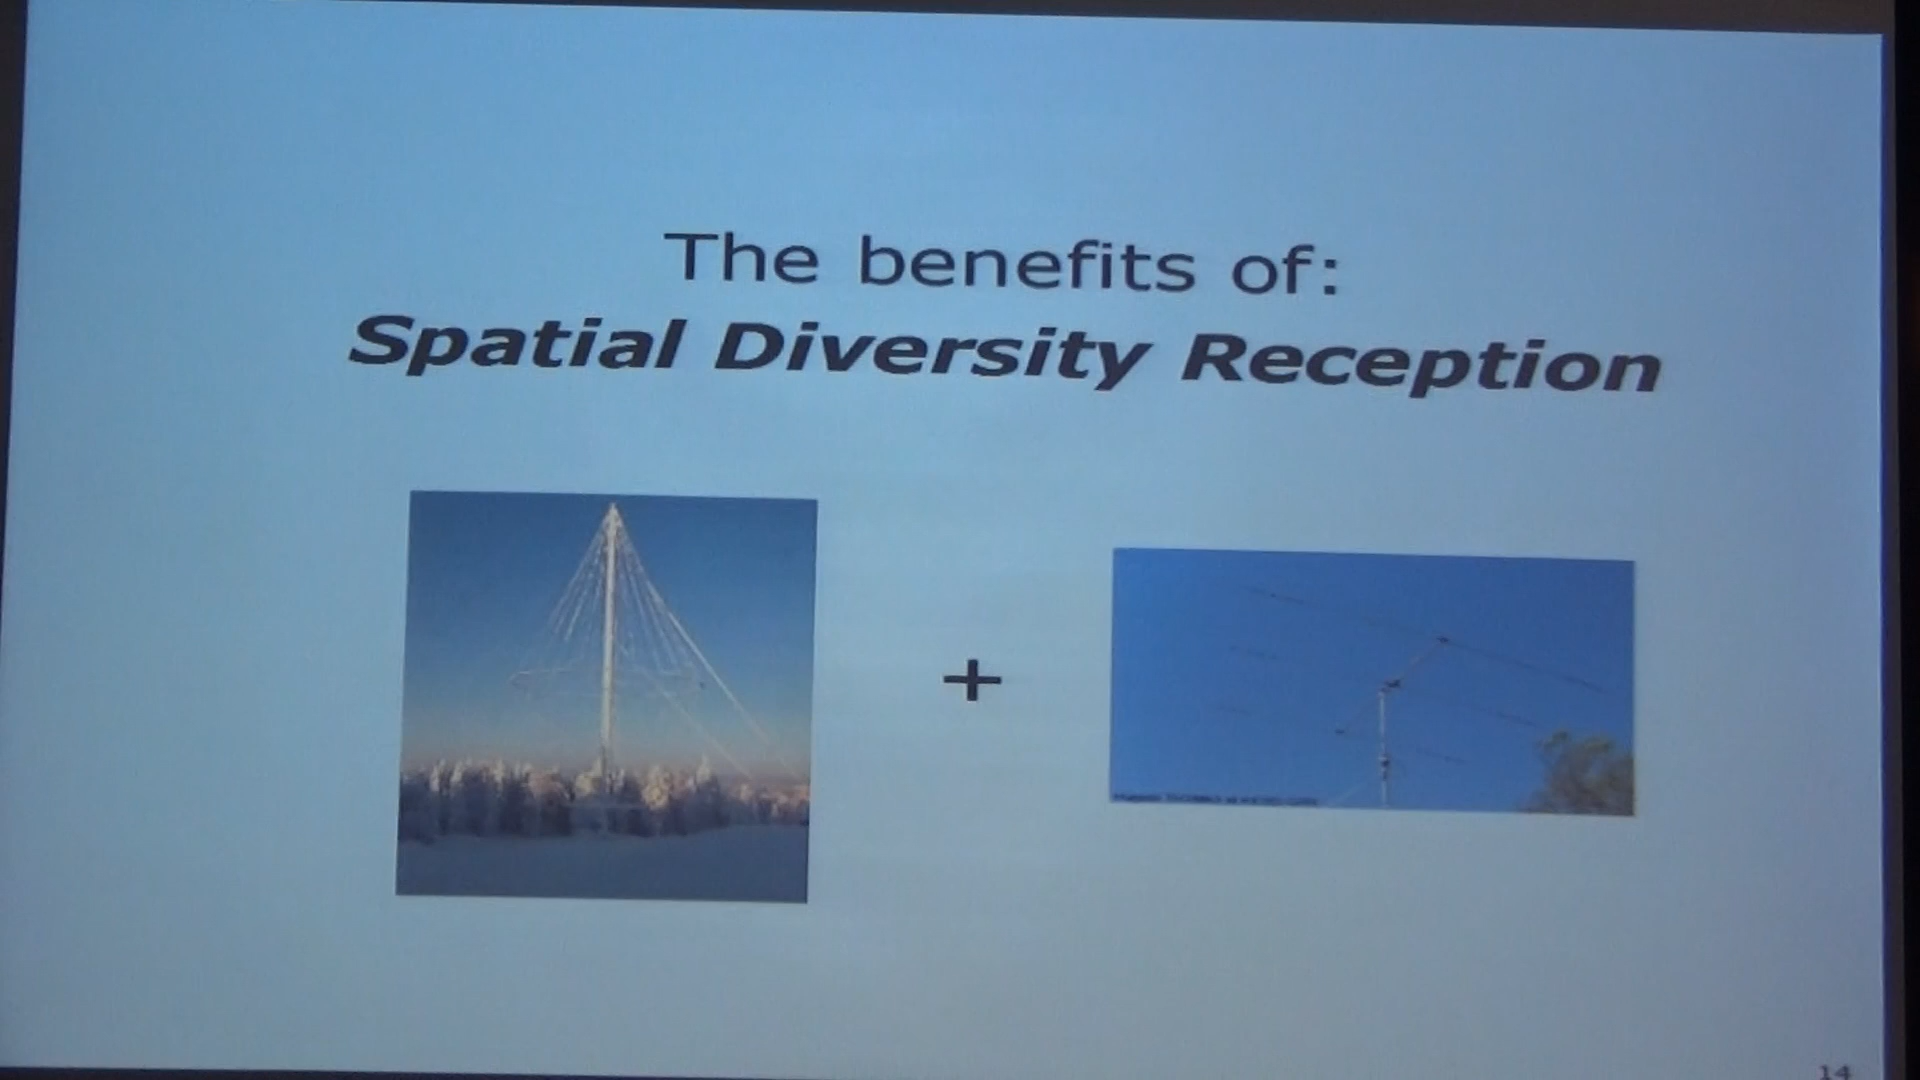 The benefits of:
Spatial Diversity Reception
+
14